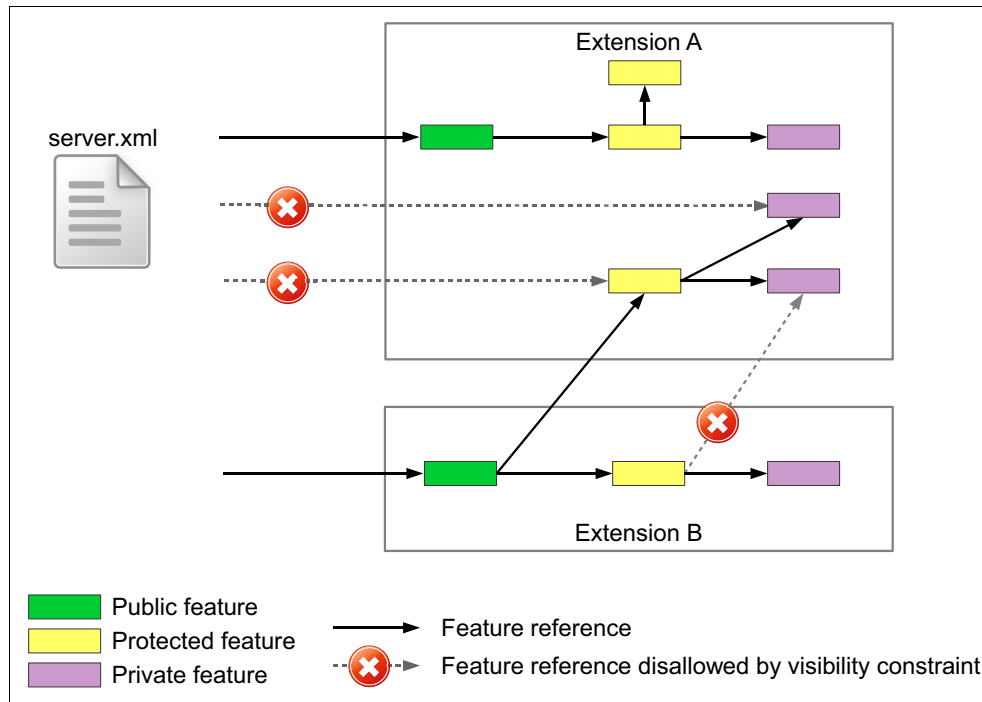 Extension A
server.xml
Extension B
Public feature
Protected feature
Private feature
Feature reference
Feature reference disallowed by visibility constraint